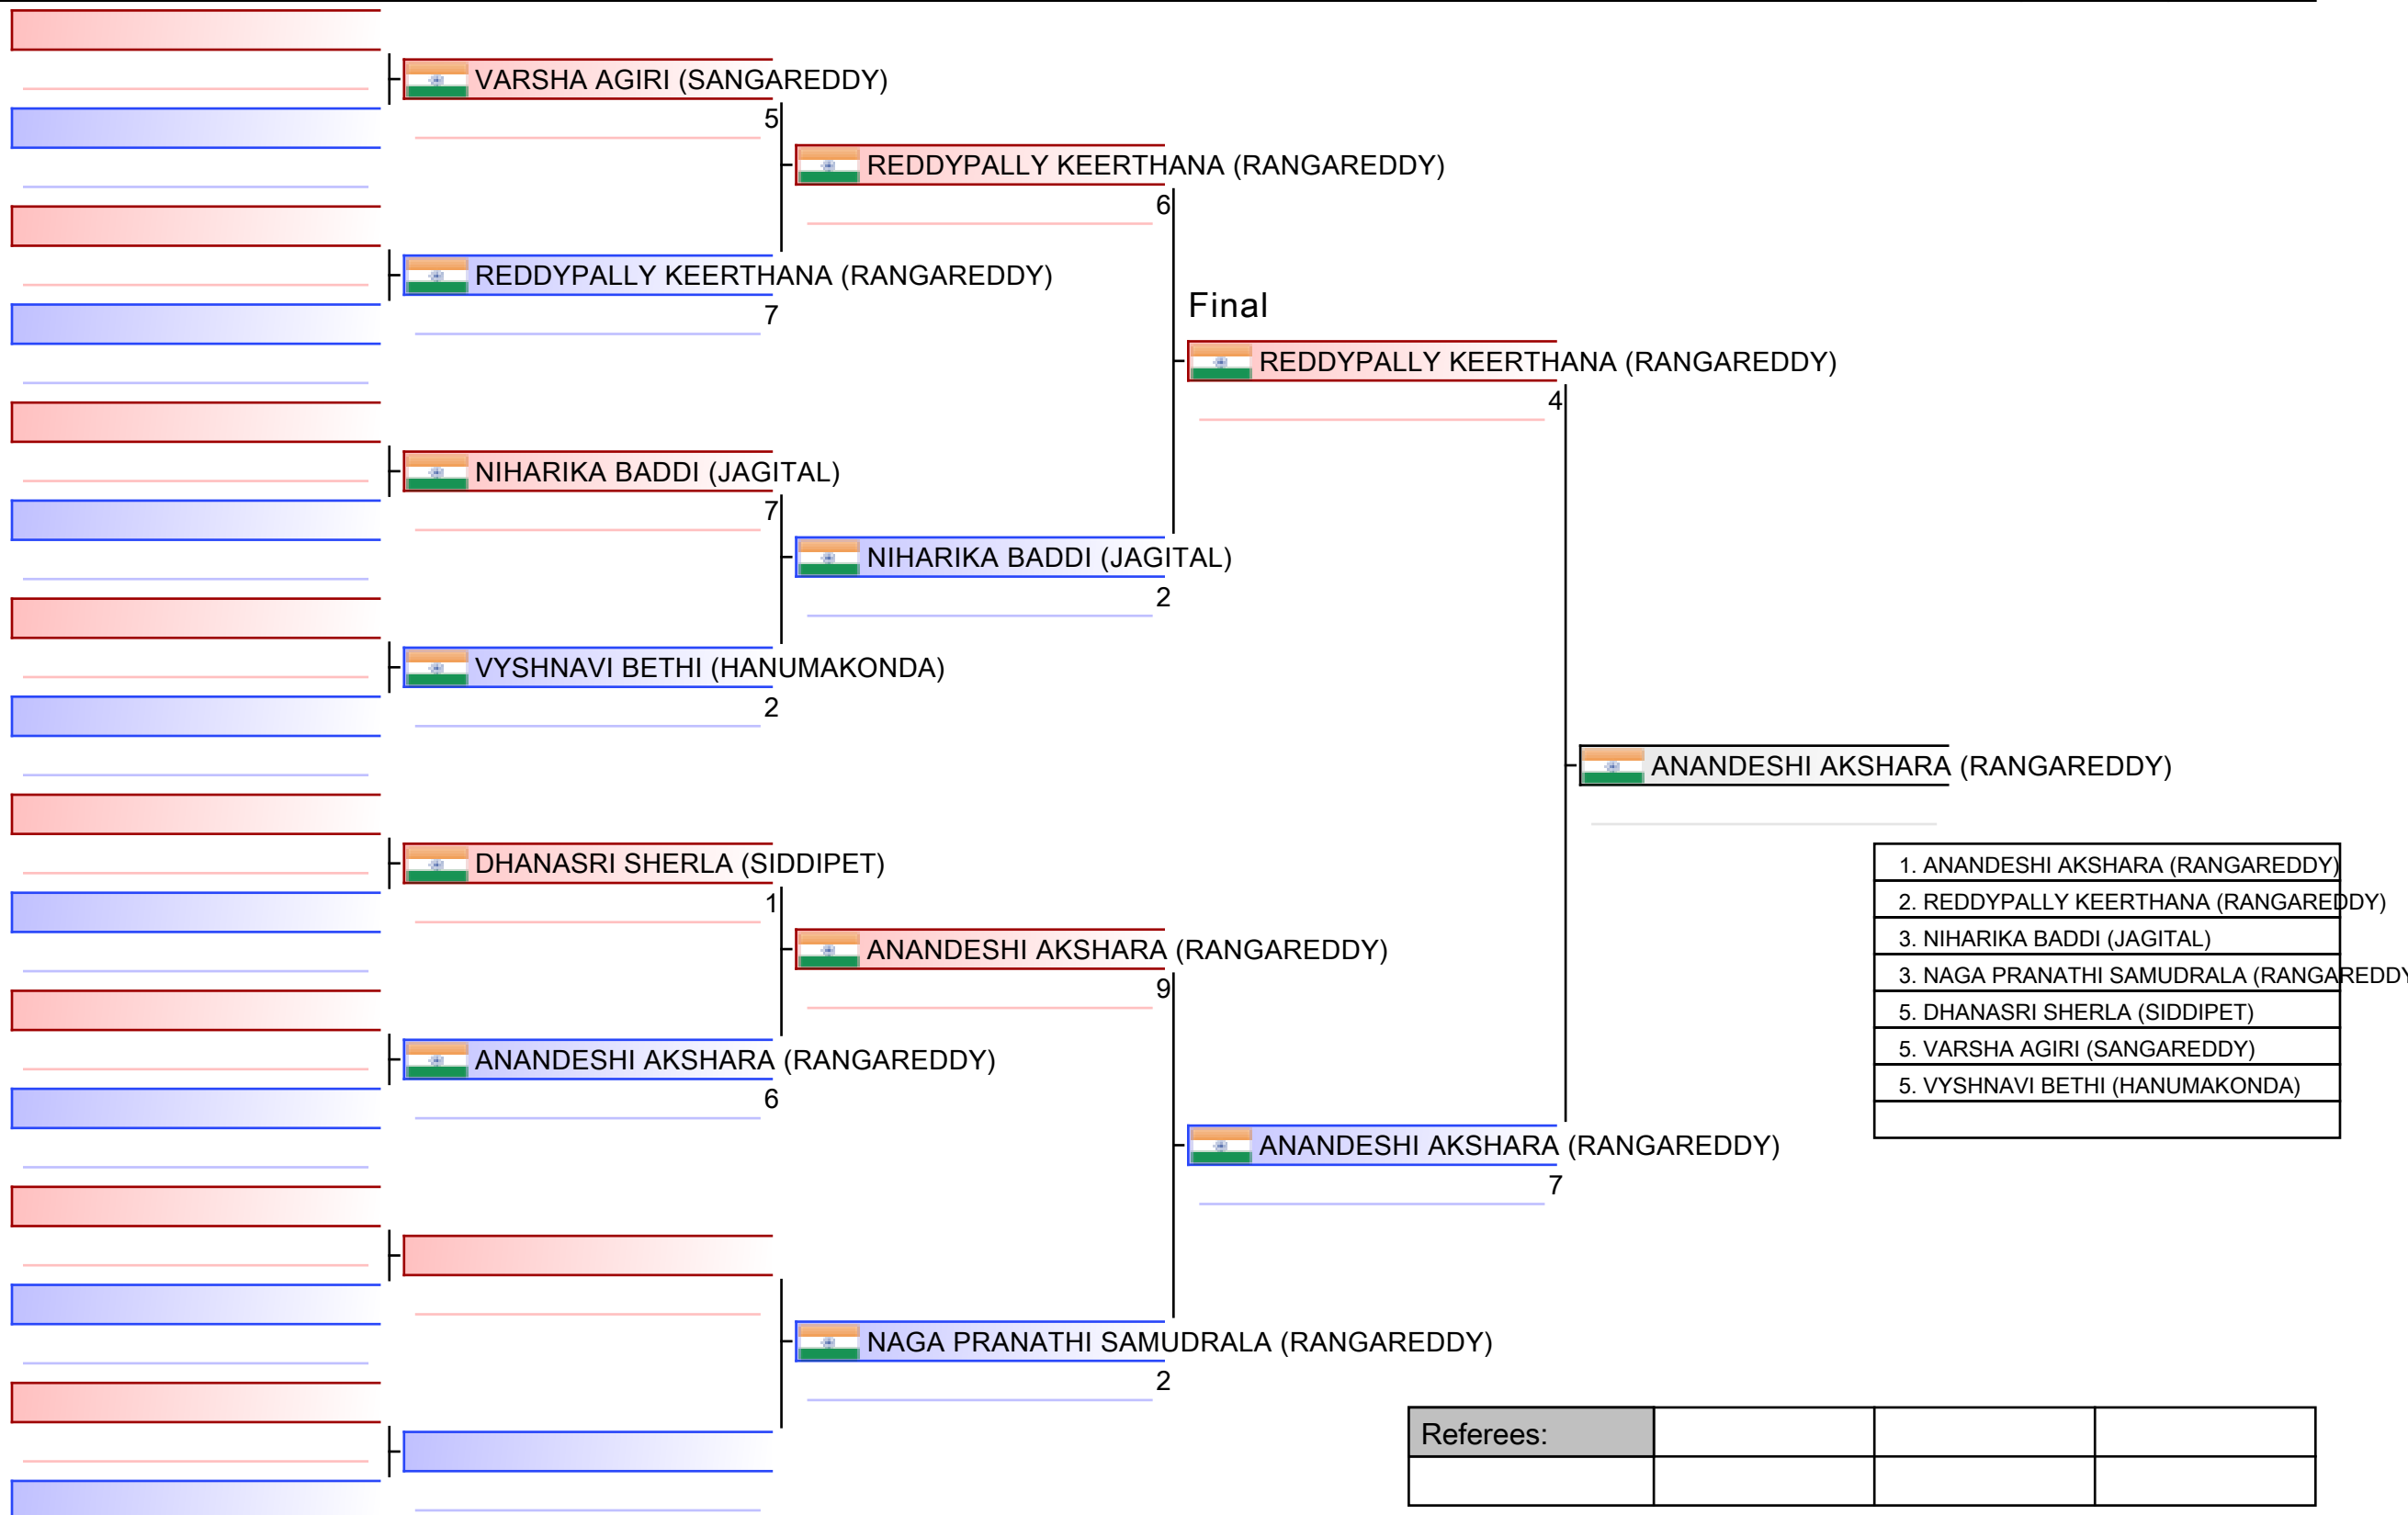 VARSHA AGIRI (SANGAREDDY)
5
REDDYPALLY KEERTHANA (RANGAREDDY)
6
REDDYPALLY KEERTHANA (RANGAREDDY)
7
Final
REDDYPALLY KEERTHANA (RANGAREDDY)
4
NIHARIKA BADDI (JAGITAL)
7
NIHARIKA BADDI (JAGITAL)
2
VYSHNAVI BETHI (HANUMAKONDA)
2
ANANDESHI AKSHARA (RANGAREDDY)
DHANASRI SHERLA (SIDDIPET)
1
ANANDESHI AKSHARA (RANGAREDDY)
9
ANANDESHI AKSHARA (RANGAREDDY)
6
ANANDESHI AKSHARA (RANGAREDDY)
7
1. ANANDESHI AKSHARA (RANGAREDDY)
2. REDDYPALLY KEERTHANA (RANGAREDDY)
3. NIHARIKA BADDI (JAGITAL)
3. NAGA PRANATHI SAMUDRALA (RANGAREDDY
5. DHANASRI SHERLA (SIDDIPET)
5. VARSHA AGIRI (SANGAREDDY)
5. VYSHNAVI BETHI (HANUMAKONDA)
NAGA PRANATHI SAMUDRALA (RANGAREDDY)
2
Referees: